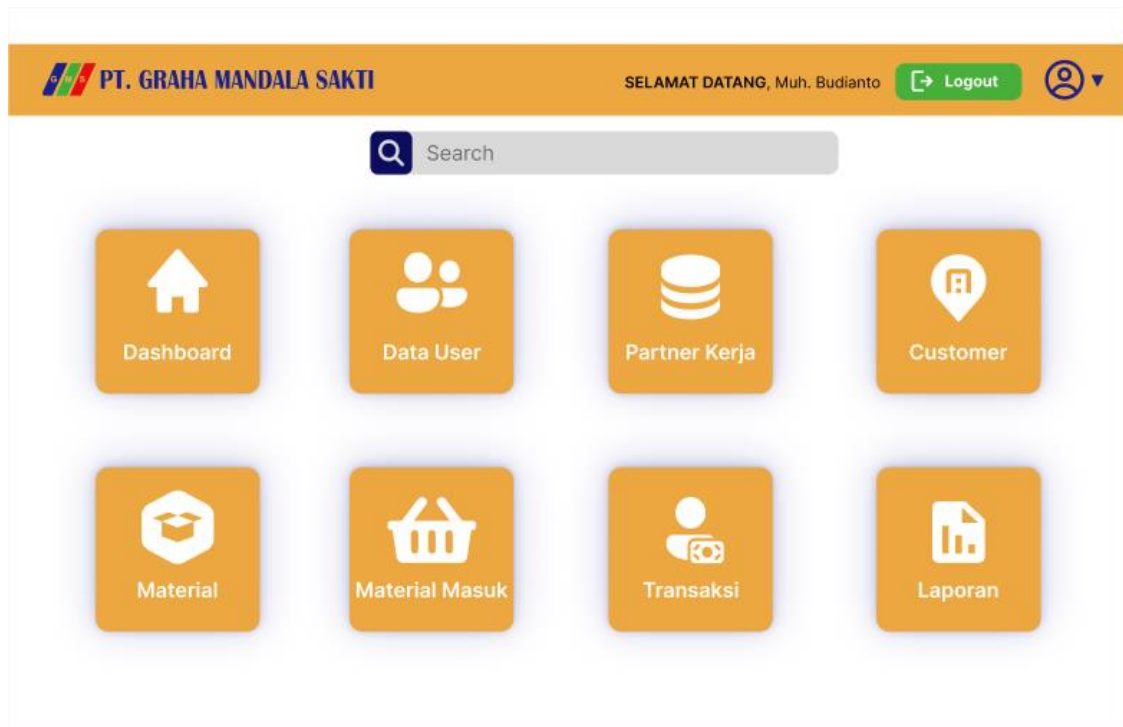 GMS PT. GRAHA MANDALA SAKTI
SELAMAT DATANG, Muh. Budianto
Logout
Search
Dashboard
Data User
Partner Kerja
Customer
Material
Material Masuk
Transaksi
Laporan